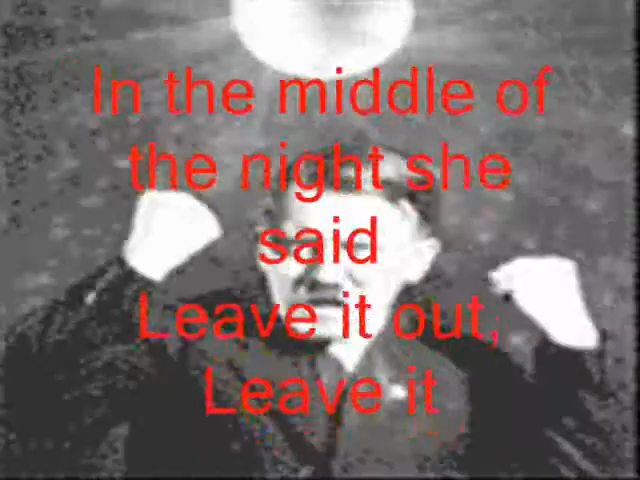 In the middle of
the night she
said
Leave it out,
Leave it